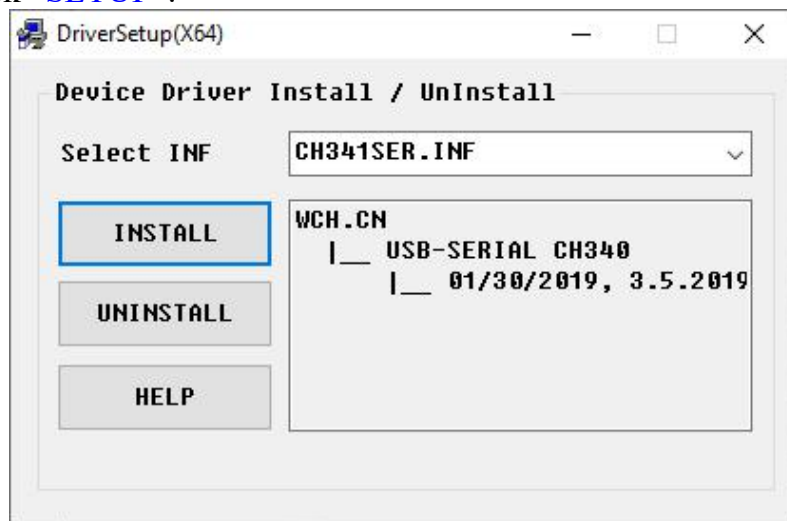 "SETUP".
DriverSetup(X64)
Device Driver Install / UnInstall
Select INF
CH341SER.INF
INSTALL
UNINSTALL
HELP
WCH.CN
|__ USB-SERIAL CH340
|__ 01/30/2019, 3.5.2019